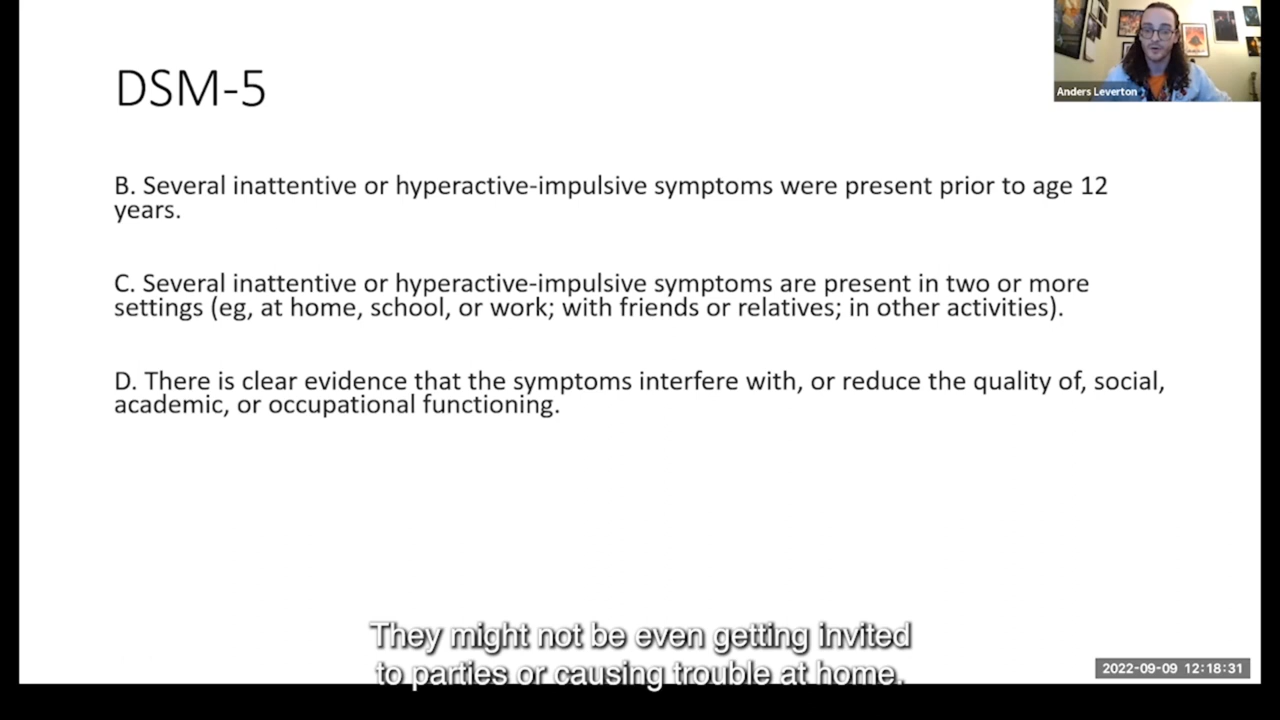 DSM-5
Anders Leverton
B. Several inattentive or hyperactive-impulsive symptoms were present prior to age 12
years.
C. Several inattentive or hyperactive-impulsive symptoms are present in two or more
settings (eg, at home, school, or work; with friends or relatives; in other activities).
D. There is clear evidence that the symptoms interfere with, or reduce the quality of, social,
academic, or occupational functioning.
They might not be even getting invited
to parties or causing trouble at home.
2022-09-09 12:18:31